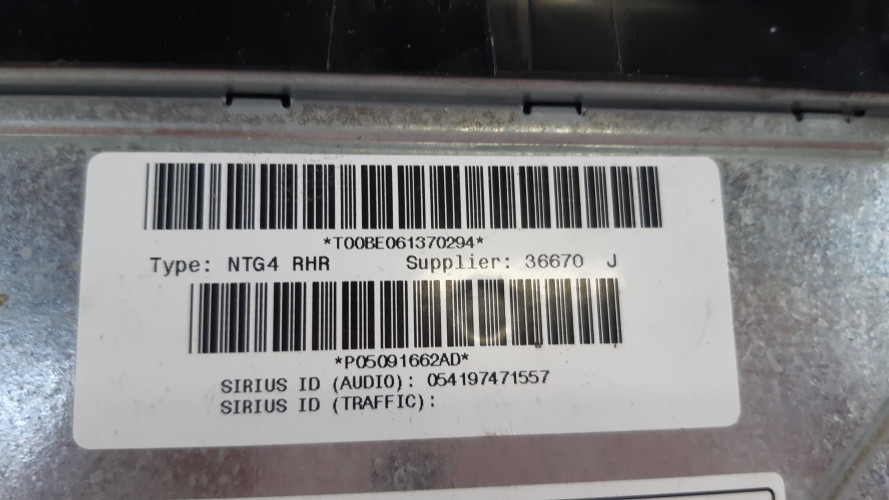 *T00BE061370294*
Type: NTG4 RHR Supplier: 36670 J
*P05091662AD*
SIRIUS ID (AUDIO): 054197471557
SIRIUS ID (TRAFFIC):